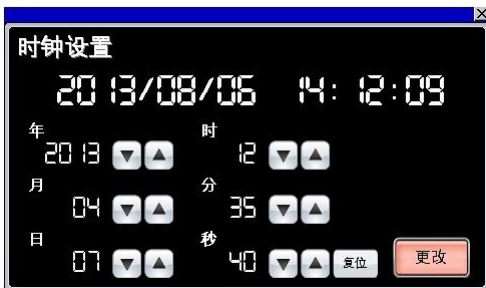 时钟设置
2013/08/06 14:12:09
年 时
2013 12
月 分
04 35
日 秒
07 40 复位 更改